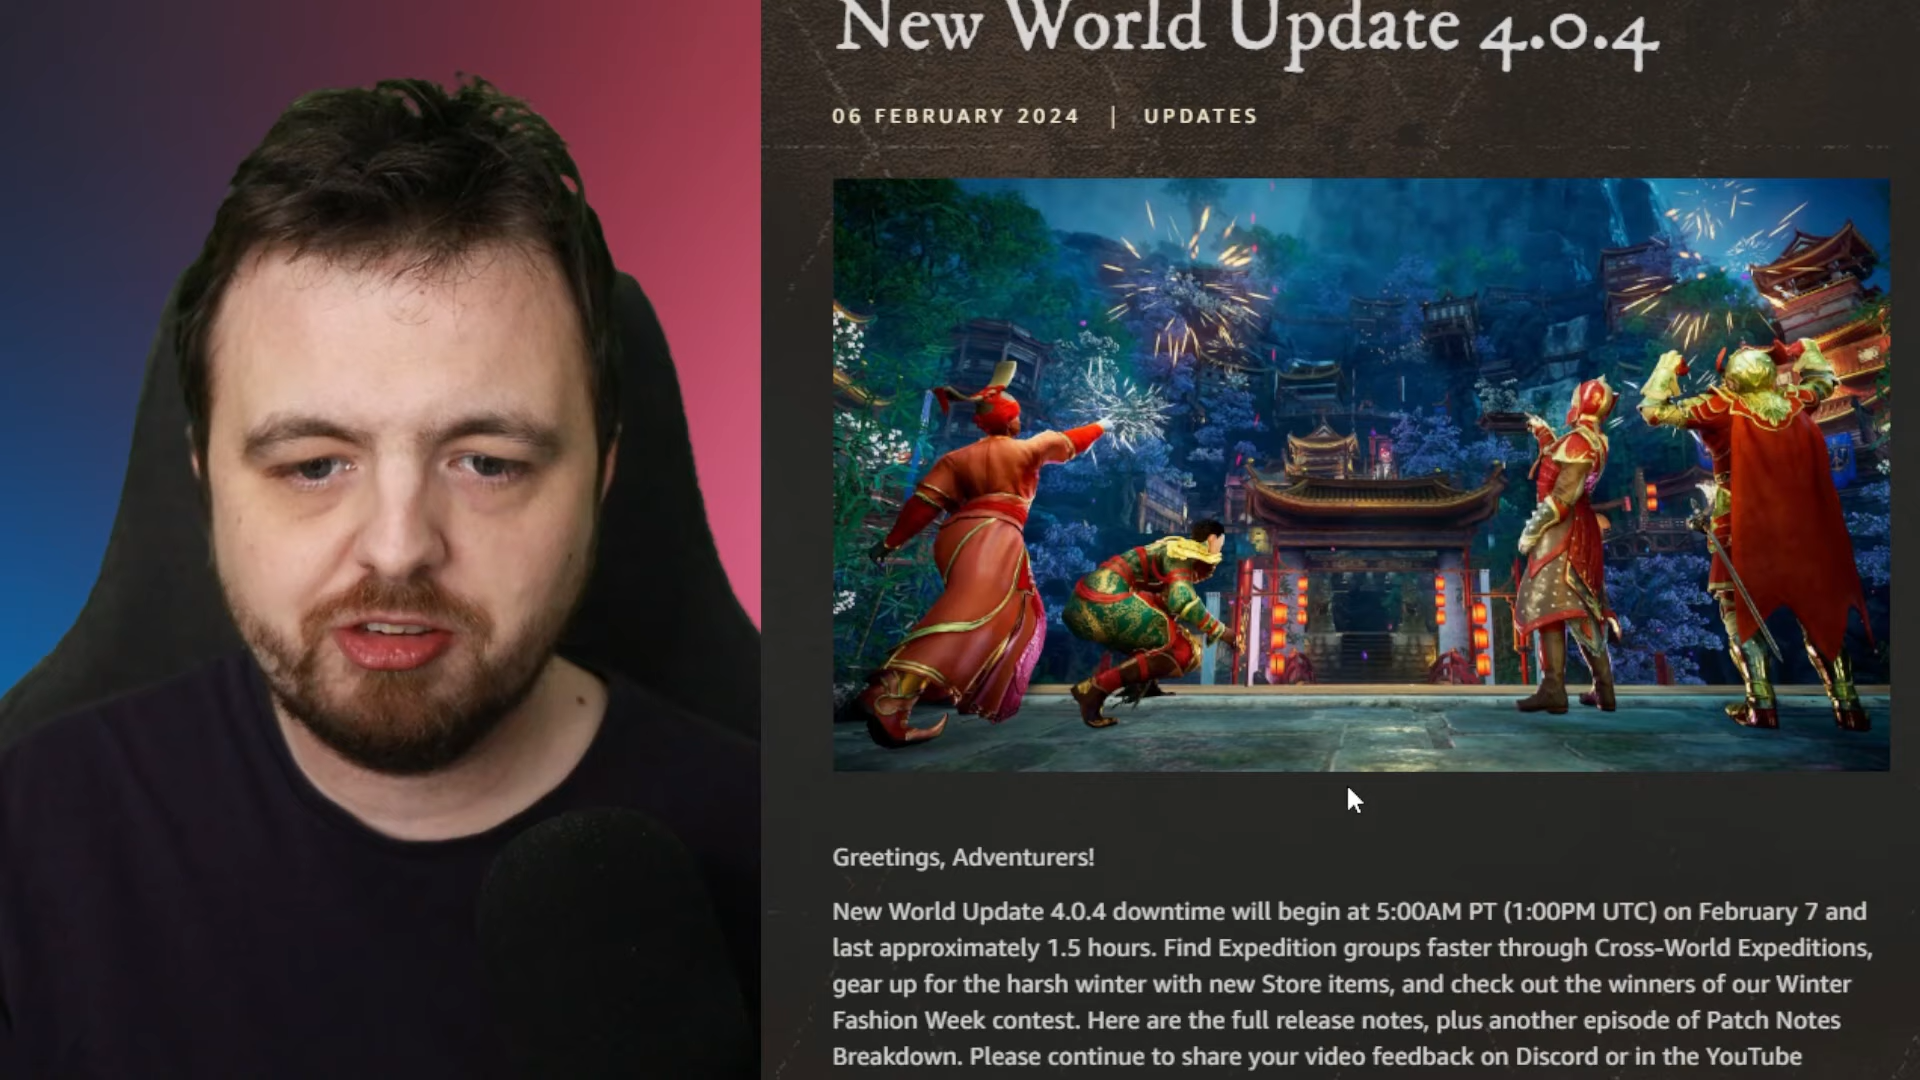 New World Update 4.0.4
06 FEBRUARY 2024 | UPDATES
Greetings, Adventurers!
New World Update 4.0.4 downtime will begin at 5:00AM PT (1:00PM UTC) on February 7 and
last approximately 1.5 hours. Find Expedition groups faster through Cross-World Expeditions,
gear up for the harsh winter with new Store items, and check out the winners of our Winter
Fashion Week contest. Here are the full release notes, plus another episode of Patch Notes
Breakdown. Please continue to share your video feedback on Discord or in the YouTube